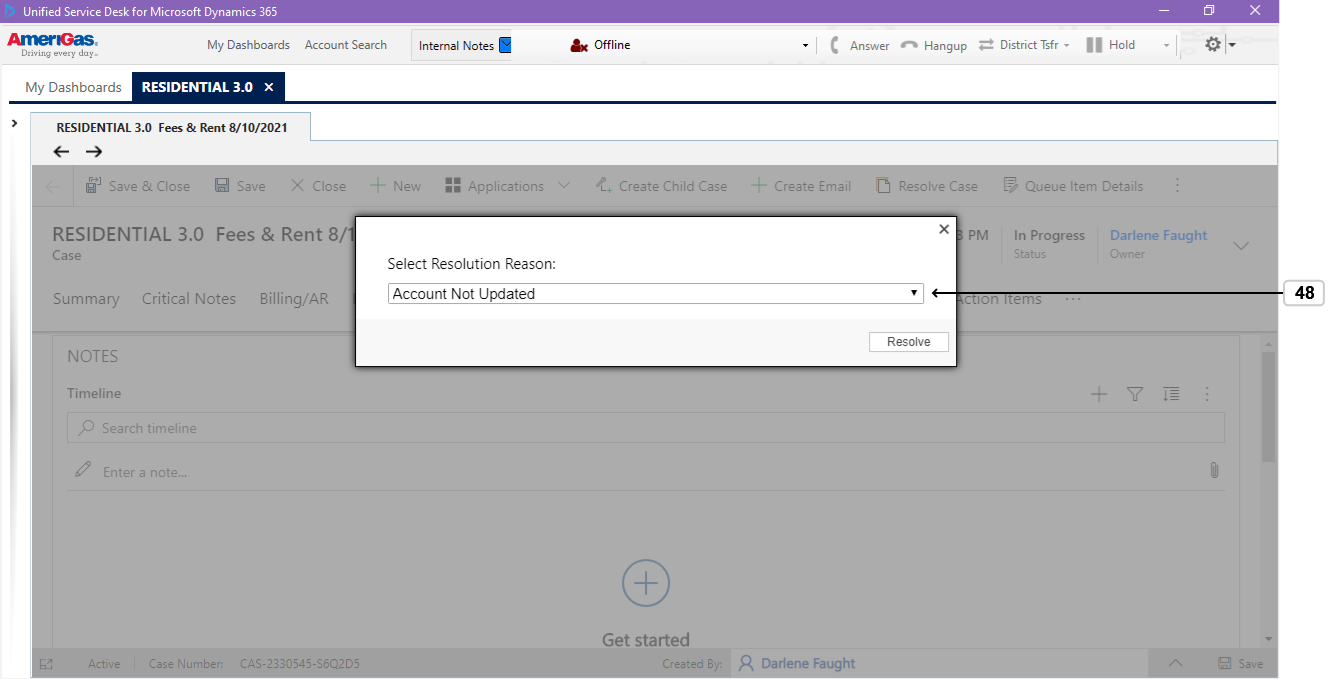 Unified Service Desk for Microsoft Dynamics 365
AmeriGas
Driving every day
My Dashboards Account Search Internal Notes Offline Answer Hangup District Tsfr Hold
My Dashboards RESIDENTIAL 3.0
RESIDENTIAL 3.0 Fees & Rent 8/10/2021
Save & Close Save Close New Applications Create Child Case Create Email Resolve Case Queue Item Details
RESIDENTIAL 3.0 Fees & Rent 8/1
Case
3 PM
In Progress
Status
Darlene Faught
Owner
Summary Critical Notes Billing/AR Action Items ...
Select Resolution Reason:
Account Not Updated
48
Resolve
NOTES
Timeline
Search timeline
Enter a note...
Get started
Active Case Number: CAS-2330545-S6Q2D5 Created By: Darlene Faught Save